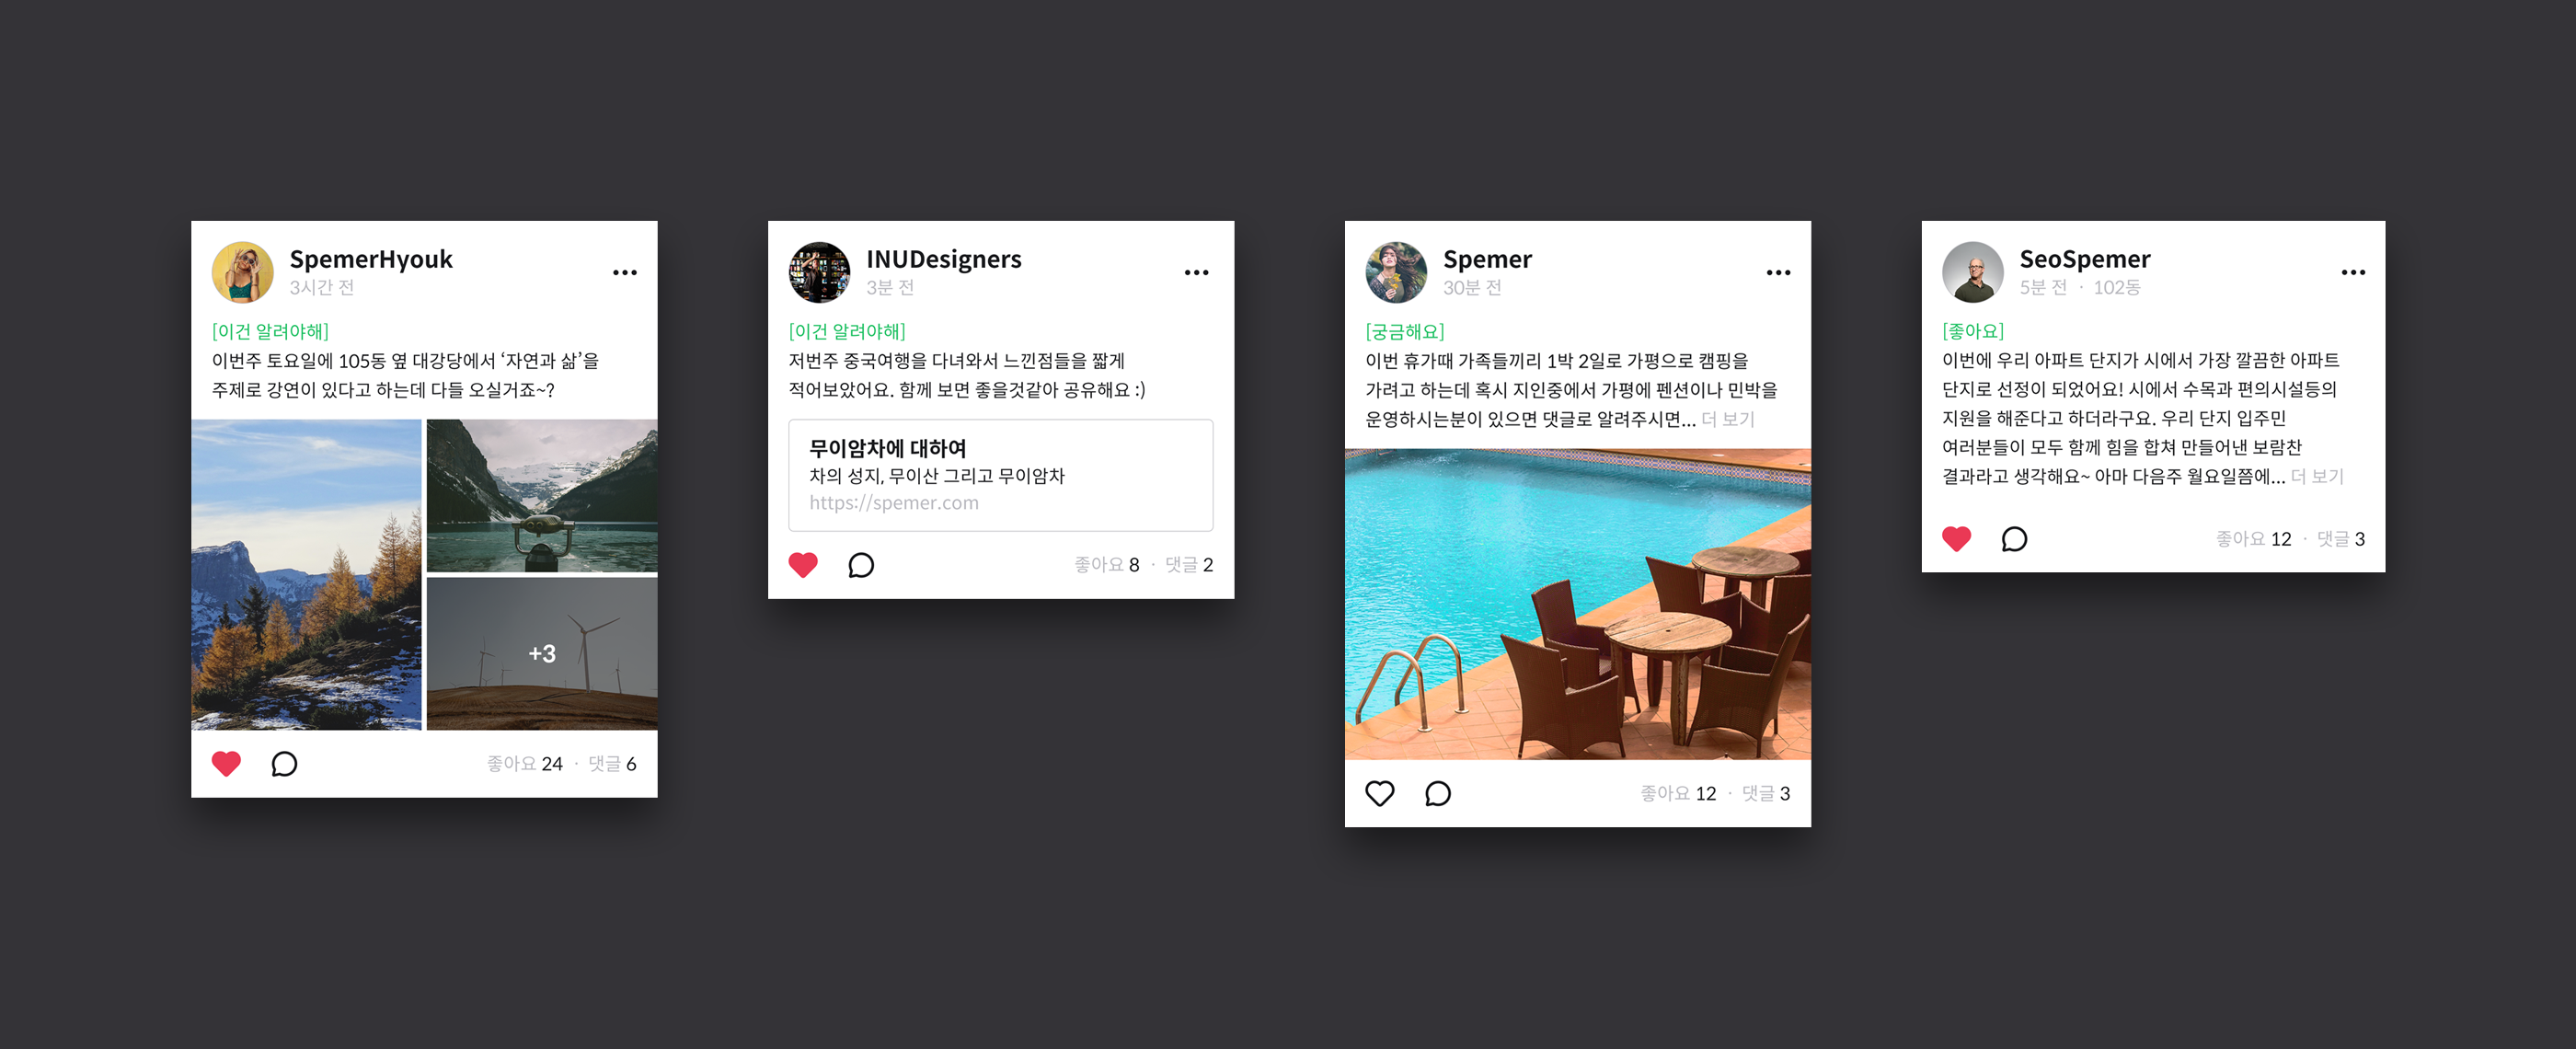 SpemerHyouk
3시간 전
[이건 알려야해]
이번주 토요일에 105동 옆 대강당에서 ‘자연과 삶’을
주제로 강연이 있다고 하는데 다들 오실거죠~?
+3
좋아요 24 · 댓글 6
INUDesigners
3분 전
[이건 알려야해]
저번주 중국여행을 다녀와서 느낀점들을 짧게
적어보았어요. 함께 보면 좋을것같아 공유해요 :)
무이암차에 대하여
차의 성지, 무이산 그리고 무이암차
https://spemer.com
좋아요 8 · 댓글 2
Spemer
30분 전
[궁금해요]
이번 휴가때 가족들끼리 1박 2일로 가평으로 캠핑을
가려고 하는데 혹시 지인중에서 가평에 펜션이나 민박을
운영하시는분이 있으면 댓글로 알려주시면... 더 보기
좋아요 12 · 댓글 3
SeoSpemer
5분 전 · 102동
[좋아요]
이번에 우리 아파트 단지가 시에서 가장 깔끔한 아파트
단지로 선정이 되었어요! 시에서 수목과 편의시설등의
지원을 해준다고 하더라구요. 우리 단지 입주민
여러분들이 모두 함께 힘을 합쳐 만들어낸 보람찬
결과라고 생각해요~ 아마 다음주 월요일쯤에... 더 보기
좋아요 12 · 댓글 3